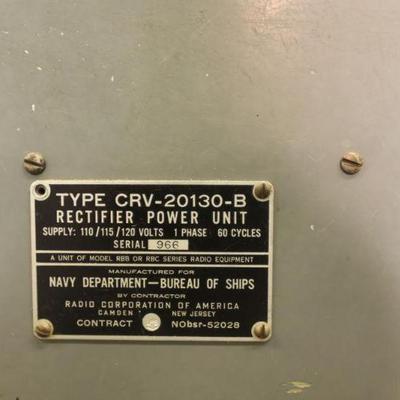 TYPE CRV-20130-B
RECTIFIER POWER UNIT
SUPPLY: 110/115/120 VOLTS 1 PHASE 60 CYCLES
SERIAL 966
A UNIT OF MODEL RBB OR RBC SERIES RADIO EQUIPMENT
MANUFACTURED FOR
NAVY DEPARTMENT—BUREAU OF SHIPS
BY CONTRACTOR
RADIO CORPORATION OF AMERICA
CAMDEN NEW JERSEY
CONTRACT NObsr-52028